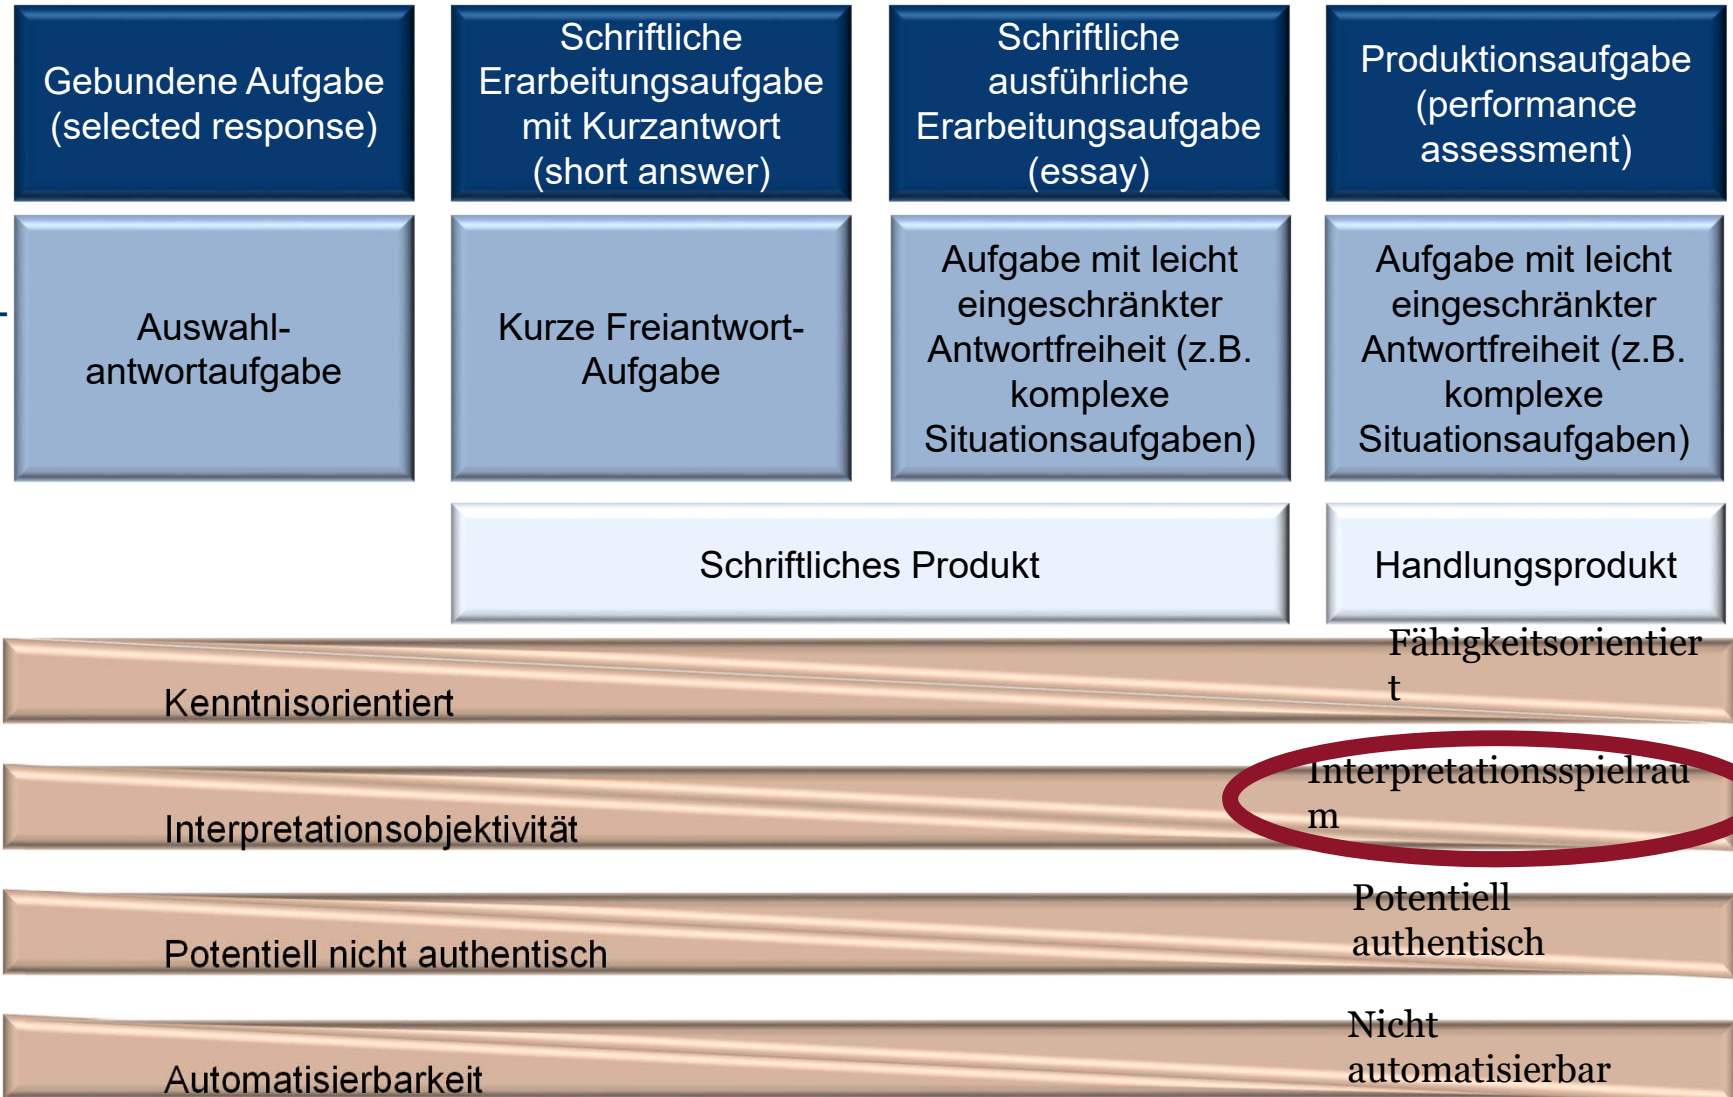 Gebundene Aufgabe
(selected response)
Schriftliche
Erarbeitungsaufgabe
mit Kurzantwort
(short answer)
Schriftliche
ausführliche
Erarbeitungsaufgabe
(essay)
Produktionsaufgabe
(performance
assessment)
Auswahl-
antwortaufgabe
Kurze Freiantwort-
Aufgabe
Aufgabe mit leicht
eingeschränkter
Antwortfreiheit (z.B.
komplexe
Situationsaufgaben)
Aufgabe mit leicht
eingeschränkter
Antwortfreiheit (z.B.
komplexe
Situationsaufgaben)
Schriftliches Produkt
Handlungsprodukt
Kenntnisorientiert
Fähigkeitsorientier
t
Interpretationsobjektivität
Interpretationsspielrau
m
Potentiell nicht authentisch
Potentiell
authentisch
Automatisierbarkeit
Nicht
automatisierbar